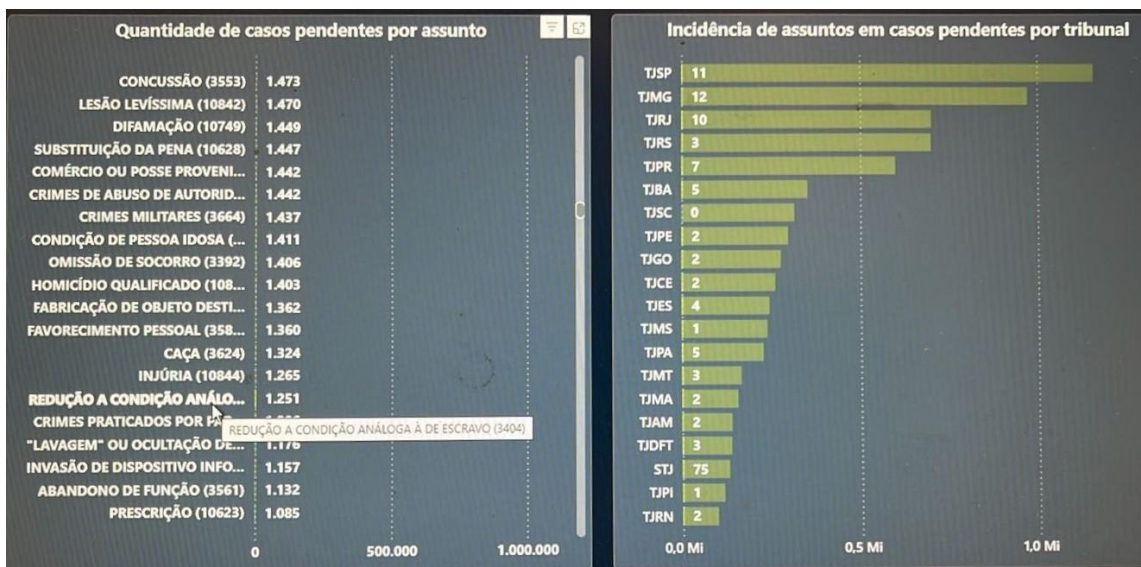 Quantidade de casos pendentes por assunto
CONCUSSÃO (3553) 1.473
LESÃO LEVÍSSIMA (10842) 1.470
DIFAMAÇÃO (10749) 1.449
SUBSTITUIÇÃO DA PENA (10628) 1.447
COMÉRCIO OU POSSE PROVENI... 1.442
CRIMES DE ABUSO DE AUTORID... 1.442
CRIMES MILITARES (3664) 1.437
CONDIÇÃO DE PESSOA IDOSA (... 1.411
OMISSÃO DE SOCORRO (3392) 1.406
HOMICÍDIO QUALIFICADO (108... 1.403
FABRICAÇÃO DE OBJETO DESTI... 1.362
FAVORECIMENTO PESSOAL (358... 1.360
CAÇA (3624) 1.324
INJÚRIA (10844) 1.265
REDUÇÃO A CONDIÇÃO ANÁLO... 1.251
CRIMES PRATICADOS POR
REDUÇÃO A CONDIÇÃO ANÁLOGA À DE ESCRAVO (3404)
"LAVAGEM" OU OCULTAÇÃO DE... 1.176
INVASÃO DE DISPOSITIVO INFO... 1.157
ABANDONO DE FUNÇÃO (3561) 1.132
PRESCRIÇÃO (10623) 1.085
0 500.000 1.000.000
Incidência de assuntos em casos pendentes por tribunal
TJSP 11
TJMG 12
TJRJ 10
TJRS 3
TJPR 7
TJBA 5
TJSC 0
TJPE 2
TJGO 2
TJCE 2
TJES 4
TJMS 1
TJPA 5
TJMT 3
TJMA 2
TJAM 2
TJDFT 3
STJ 75
TJPI 1
TJRN 2
0,0 Mi 0,5 Mi 1,0 Mi